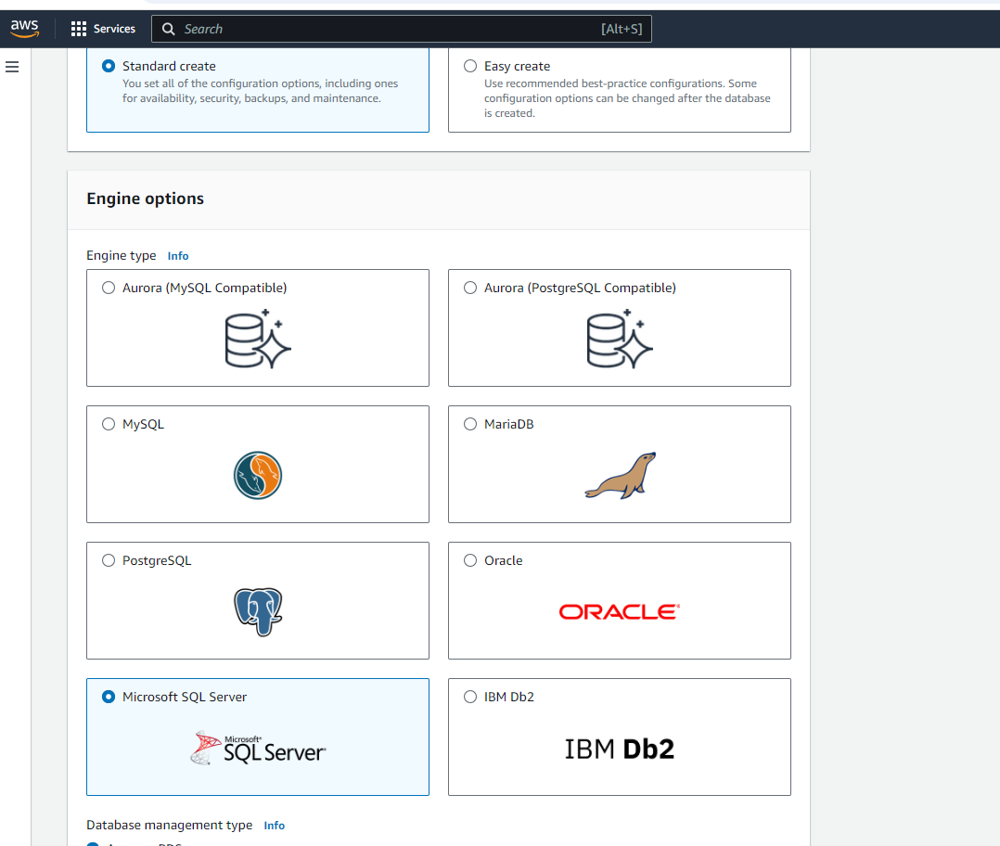 aws
Services
Search
[Alt+S]
Standard create
You set all of the configuration options, including ones
for availability, security, backups, and maintenance.
Easy create
Use recommended best-practice configurations. Some
configuration options can be changed after the database
is created.
Engine options
Engine type Info
Aurora (MySQL Compatible)
Aurora (PostgreSQL Compatible)
MySQL
MariaDB
PostgreSQL
Oracle
ORACLE®
Microsoft SQL Server
Microsoft®
SQL Server®
IBM Db2
IBM Db2
Database management type Info